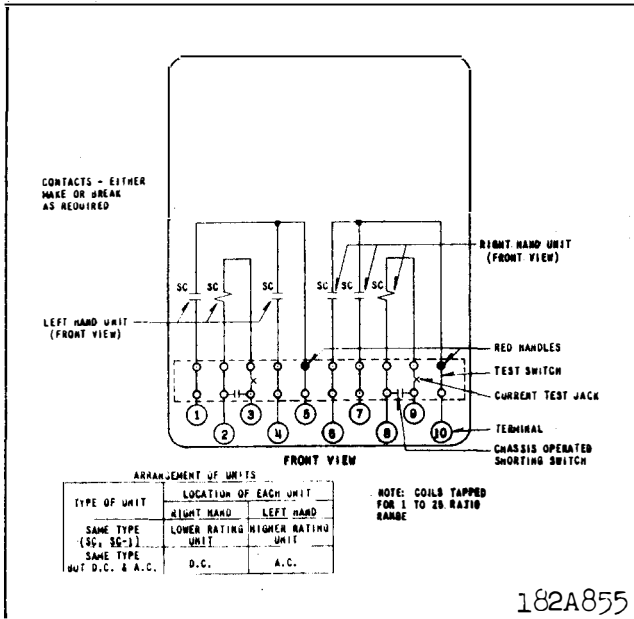 CONTACTS - EITHER
MAKE OR BREAK
AS REQUIRED
RIGHT HAND UNIT
(FRONT VIEW)
SC
SC
SC
SC
SC
SC
LEFT HAND UNIT
(FRONT VIEW)
RED HANDLES
TEST SWITCH
CURRENT TEST JACK
1
2
3
4
5
6
7
8
9
10
TERMINAL
CHASSIS OPERATED
SHORTING SWITCH
FRONT VIEW
ARRANGEMENT OF UNITS
TYPE OF UNIT
LOCATION OF EACH UNIT
RIGHT HAND LEFT HAND
SAME TYPE
(SC, SC-1)
LOWER RATING
UNIT
HIGHER RATING
UNIT
SAME TYPE
BUT D.C. & A.C.
D.C. A.C.
NOTE: COILS TAPPED
FOR 1 TO 25 RATIO
RANGE
182A855